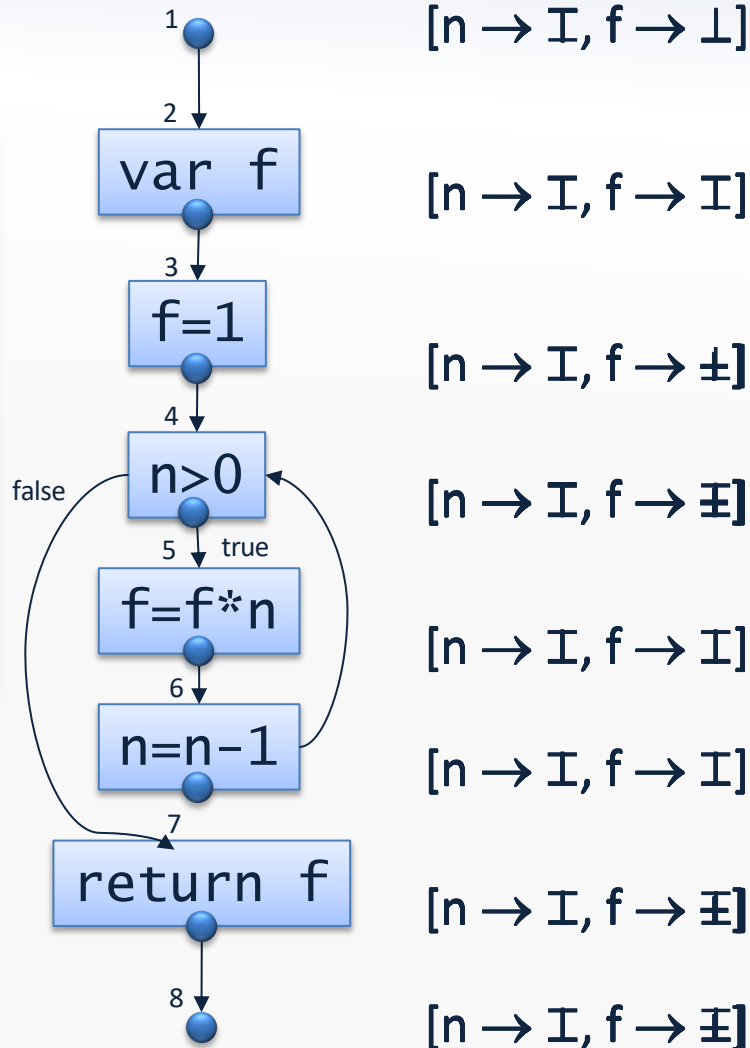 1
[n → , f → ⊥]
2
var f
[n → , f → ]
3
f=1
[n → , f → ]
4
n>0
false
[n → , f → ]
5
true
f=f*n
[n → , f → ]
6
n=n-1
[n → , f → ]
7
return f
[n → , f → ]
8
[n → , f → ]